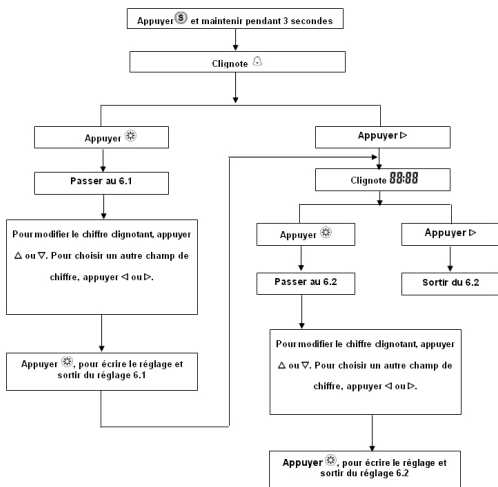 Appuyer Ⓢ et maintenir pendant 3 secondes
Clignote
Appuyer
Passer au 6.1
Pour modifier le chiffre clignotant, appuyer
△ ou ▽. Pour choisir un autre champ de
chiffre, appuyer ◁ ou ▷.
Appuyer , pour écrire le réglage et
sortir du réglage 6.1
Appuyer ▷
Clignote 88:88
Appuyer
Appuyer ▷
Passer au 6.2
Sortir du 6.2
Pour modifier le chiffre clignotant, appuyer
△ ou ▽. Pour choisir un autre champ de
chiffre, appuyer ◁ ou ▷.
Appuyer , pour écrire le réglage et
sortir du réglage 6.2